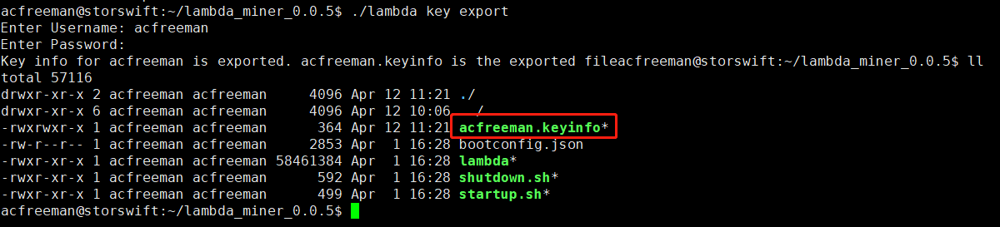 acfreeman@storswift:~/lambda_miner_0.0.5$ ./lambda key export
Enter Username: acfreeman
Enter Password:
Key info for acfreeman is exported. acfreeman.keyinfo is the exported fileacfreeman@storswift:~/lambda_miner_0.0.5$ ll
total 57116
drwxr-xr-x 2 acfreeman acfreeman     4096 Apr 12 11:21 ./
drwxr-xr-x 6 acfreeman acfreeman     4096 Apr 12 10:06 ../
-rwxrwxr-x 1 acfreeman acfreeman      364 Apr 12 11:21 acfreeman.keyinfo*
-rw-r--r-- 1 acfreeman acfreeman     2853 Apr  1 16:28 bootconfig.json
-rwxr-xr-x 1 acfreeman acfreeman 58461384 Apr  1 16:28 lambda*
-rwxr-xr-x 1 acfreeman acfreeman      592 Apr  1 16:28 shutdown.sh*
-rwxr-xr-x 1 acfreeman acfreeman      499 Apr  1 16:28 startup.sh*
acfreeman@storswift:~/lambda_miner_0.0.5$